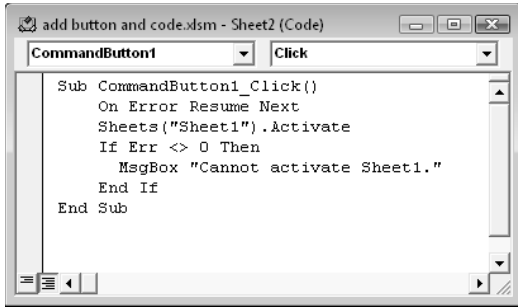 add button and code.xlsm - Sheet2 (Code)
CommandButton1 Click
Sub CommandButton1_Click()
On Error Resume Next
Sheets("Sheet1").Activate
If Err <> 0 Then
MsgBox "Cannot activate Sheet1."
End If
End Sub